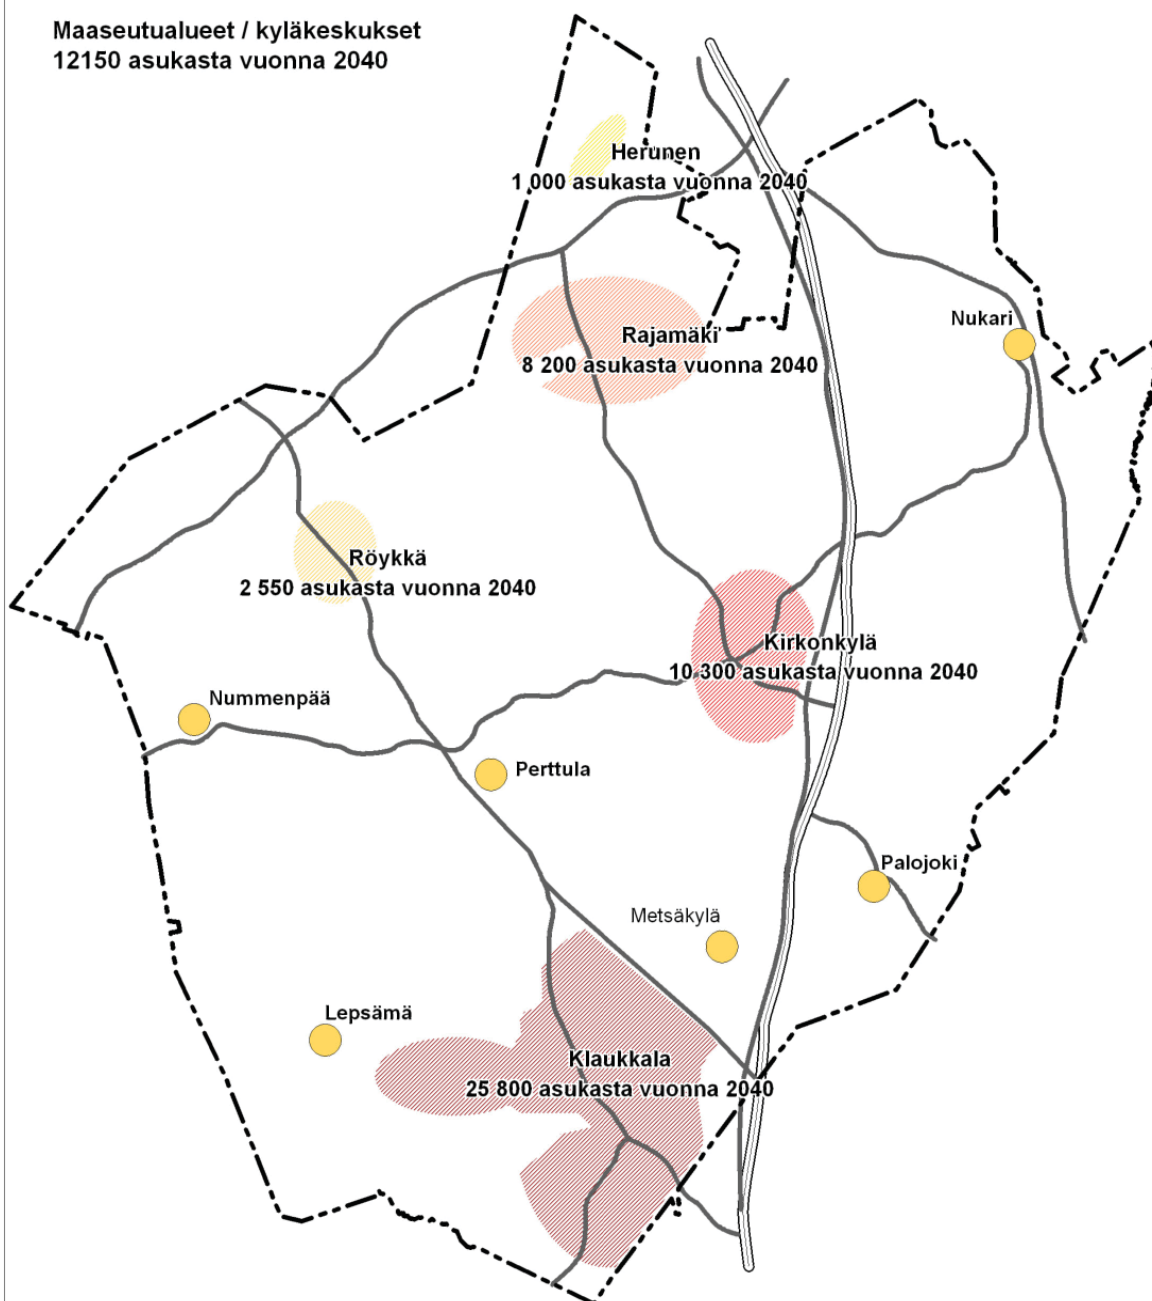 Maaseutualueet / kyläkeskukset
12150 asukasta vuonna 2040
Herunen
1 000 asukasta vuonna 2040
Nukari
Rajamäki
8 200 asukasta vuonna 2040
Röykkä
2 550 asukasta vuonna 2040
Kirkonkylä
10 300 asukasta vuonna 2040
Nummenpää
Perttula
Palojoki
Metsäkylä
Lepsämä
Klaukkala
25 800 asukasta vuonna 2040